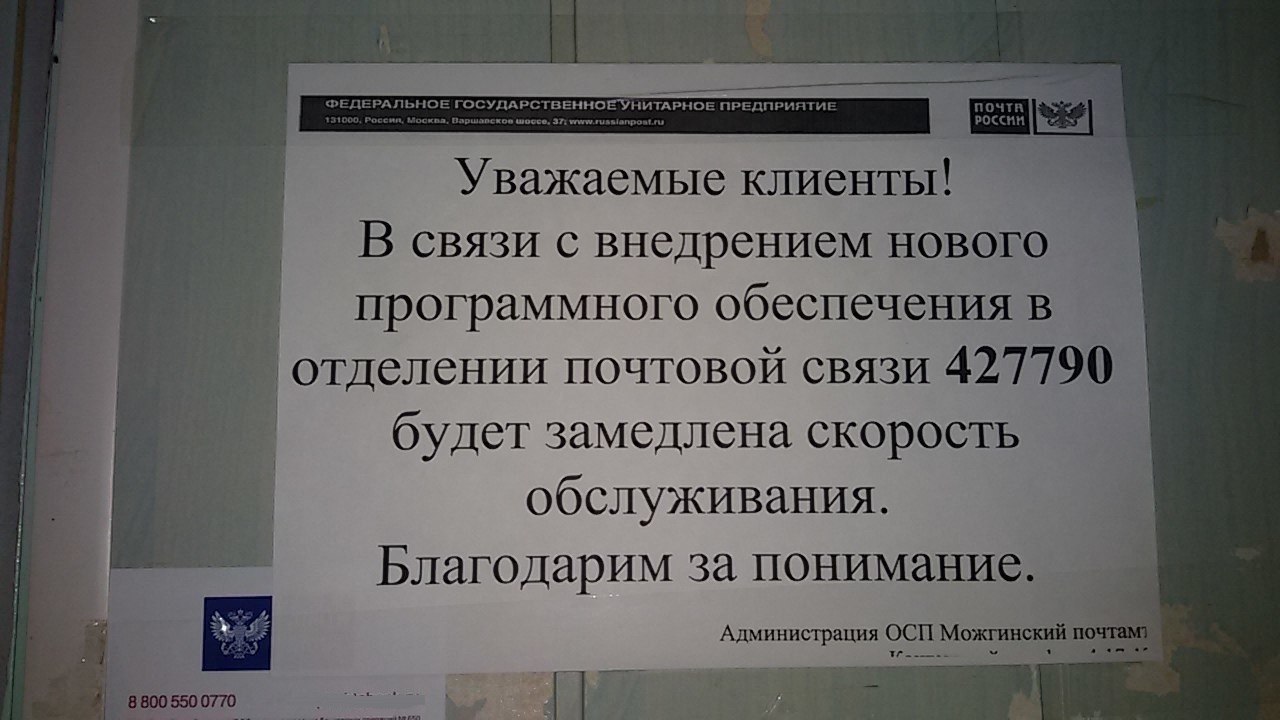 ФЕДЕРАЛЬНОЕ ГОСУДАРСТВЕННОЕ УНИТАРНОЕ ПРЕДПРИЯТИЕ
131000, Россия, Москва, Варшавское шоссе, 37; www.russianpost.ru
ПОЧТА
РОССИИ
Уважаемые клиенты!
В связи с внедрением нового
программного обеспечения в
отделении почтовой связи 427790
будет замедлена скорость
обслуживания.
Благодарим за понимание.
Администрация ОСП Можгинский почтамт
8 800 550 0770